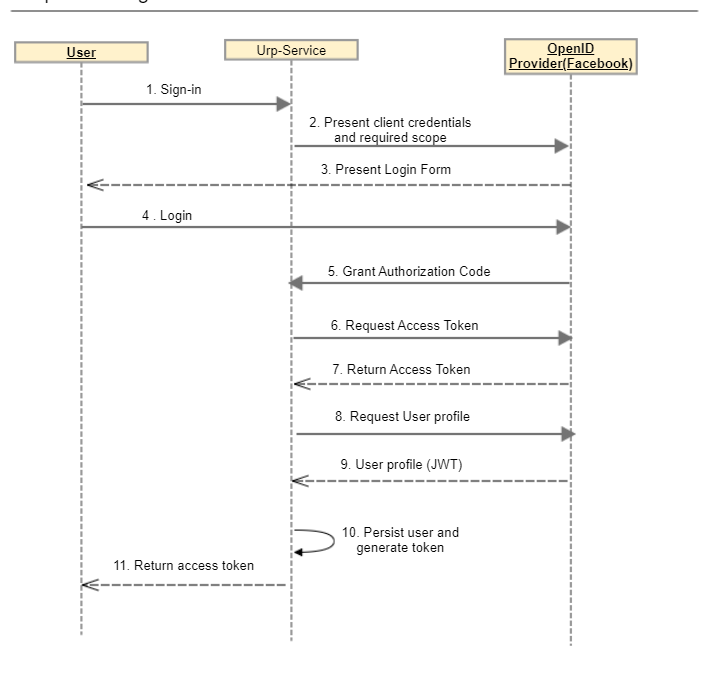 User
Urp-Service
OpenID
Provider(Facebook)
1. Sign-in
2. Present client credentials
and required scope
3. Present Login Form
4 . Login
5. Grant Authorization Code
6. Request Access Token
7. Return Access Token
8. Request User profile
9. User profile (JWT)
10. Persist user and
generate token
11. Return access token